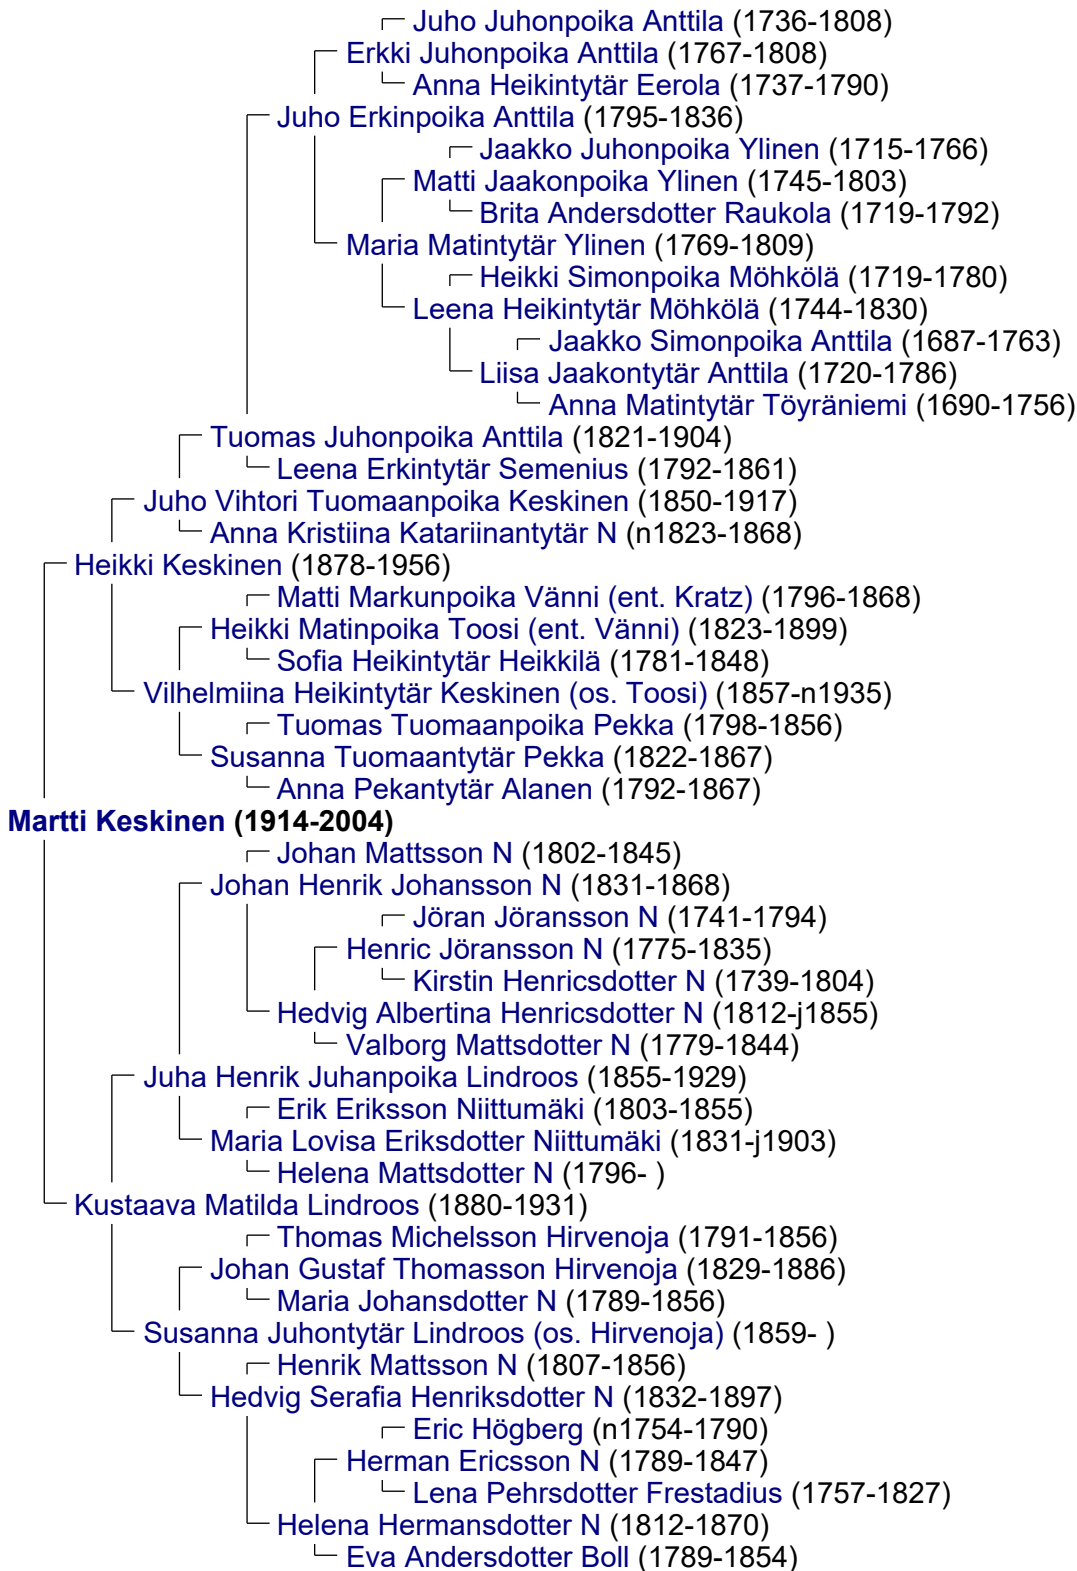 Juho Juhonpoika Anttila (1736-1808)
Erkki Juhonpoika Anttila (1767-1808)
Anna Heikintytär Eerola (1737-1790)
Juho Erkinpoika Anttila (1795-1836)
Jaakko Juhonpoika Ylinen (1715-1766)
Matti Jaakonpoika Ylinen (1745-1803)
Brita Andersdotter Raukola (1719-1792)
Maria Matintytär Ylinen (1769-1809)
Heikki Simonpoika Möhkölä (1719-1780)
Leena Heikintytär Möhkölä (1744-1830)
Jaakko Simonpoika Anttila (1687-1763)
Liisa Jaakontytär Anttila (1720-1786)
Anna Matintytär Töyräniemi (1690-1756)
Tuomas Juhonpoika Anttila (1821-1904)
Leena Erkintytär Semenius (1792-1861)
Juho Vihtori Tuomaanpoika Keskinen (1850-1917)
Anna Kristiina Katariinantytär N (n1823-1868)
Heikki Keskinen (1878-1956)
Matti Markunpoika Vänni (ent. Kratz) (1796-1868)
Heikki Matinpoika Toosi (ent. Vänni) (1823-1899)
Sofia Heikintytär Heikkilä (1781-1848)
Vilhelmiina Heikintytär Keskinen (os. Toosi) (1857-n1935)
Tuomas Tuomaanpoika Pekka (1798-1856)
Susanna Tuomaantytär Pekka (1822-1867)
Anna Pekantytär Alanen (1792-1867)
Martti Keskinen (1914-2004)
Johan Mattsson N (1802-1845)
Johan Henrik Johansson N (1831-1868)
Jöran Jöransson N (1741-1794)
Henric Jöransson N (1775-1835)
Kirstin Henricsdotter N (1739-1804)
Hedvig Albertina Henricsdotter N (1812-j1855)
Valborg Mattsdotter N (1779-1844)
Juha Henrik Juhanpoika Lindroos (1855-1929)
Erik Eriksson Niittumäki (1803-1855)
Maria Lovisa Eriksdotter Niittumäki (1831-j1903)
Helena Mattsdotter N (1796- )
Kustaava Matilda Lindroos (1880-1931)
Thomas Michelsson Hirvenoja (1791-1856)
Johan Gustaf Thomasson Hirvenoja (1829-1886)
Maria Johansdotter N (1789-1856)
Susanna Juhontytär Lindroos (os. Hirvenoja) (1859- )
Henrik Mattsson N (1807-1856)
Hedvig Serafia Henriksdotter N (1832-1897)
Eric Högberg (n1754-1790)
Herman Ericsson N (1789-1847)
Lena Pehrsdotter Frestadius (1757-1827)
Helena Hermansdotter N (1812-1870)
Eva Andersdotter Boll (1789-1854)